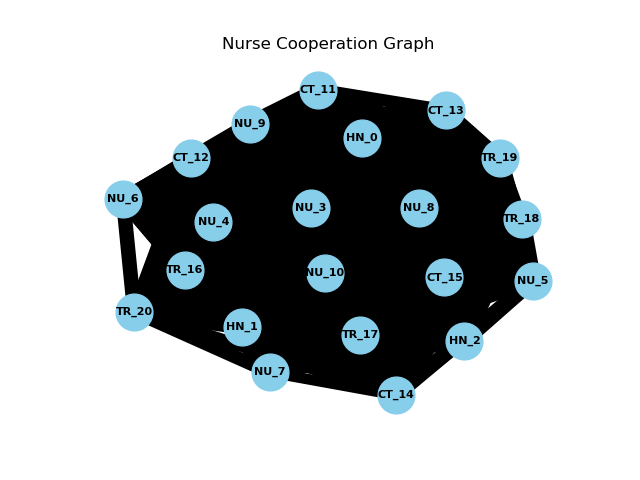 Nurse Cooperation Graph
CT_11
CT_13
NU_9
HN_0
CT_12
TR_19
NU_6
NU_3
NU_8
NU_4
TR_18
TR_16
NU_10
CT_15
NU_5
TR_20
HN_1
TR_17
HN_2
NU_7
CT_14